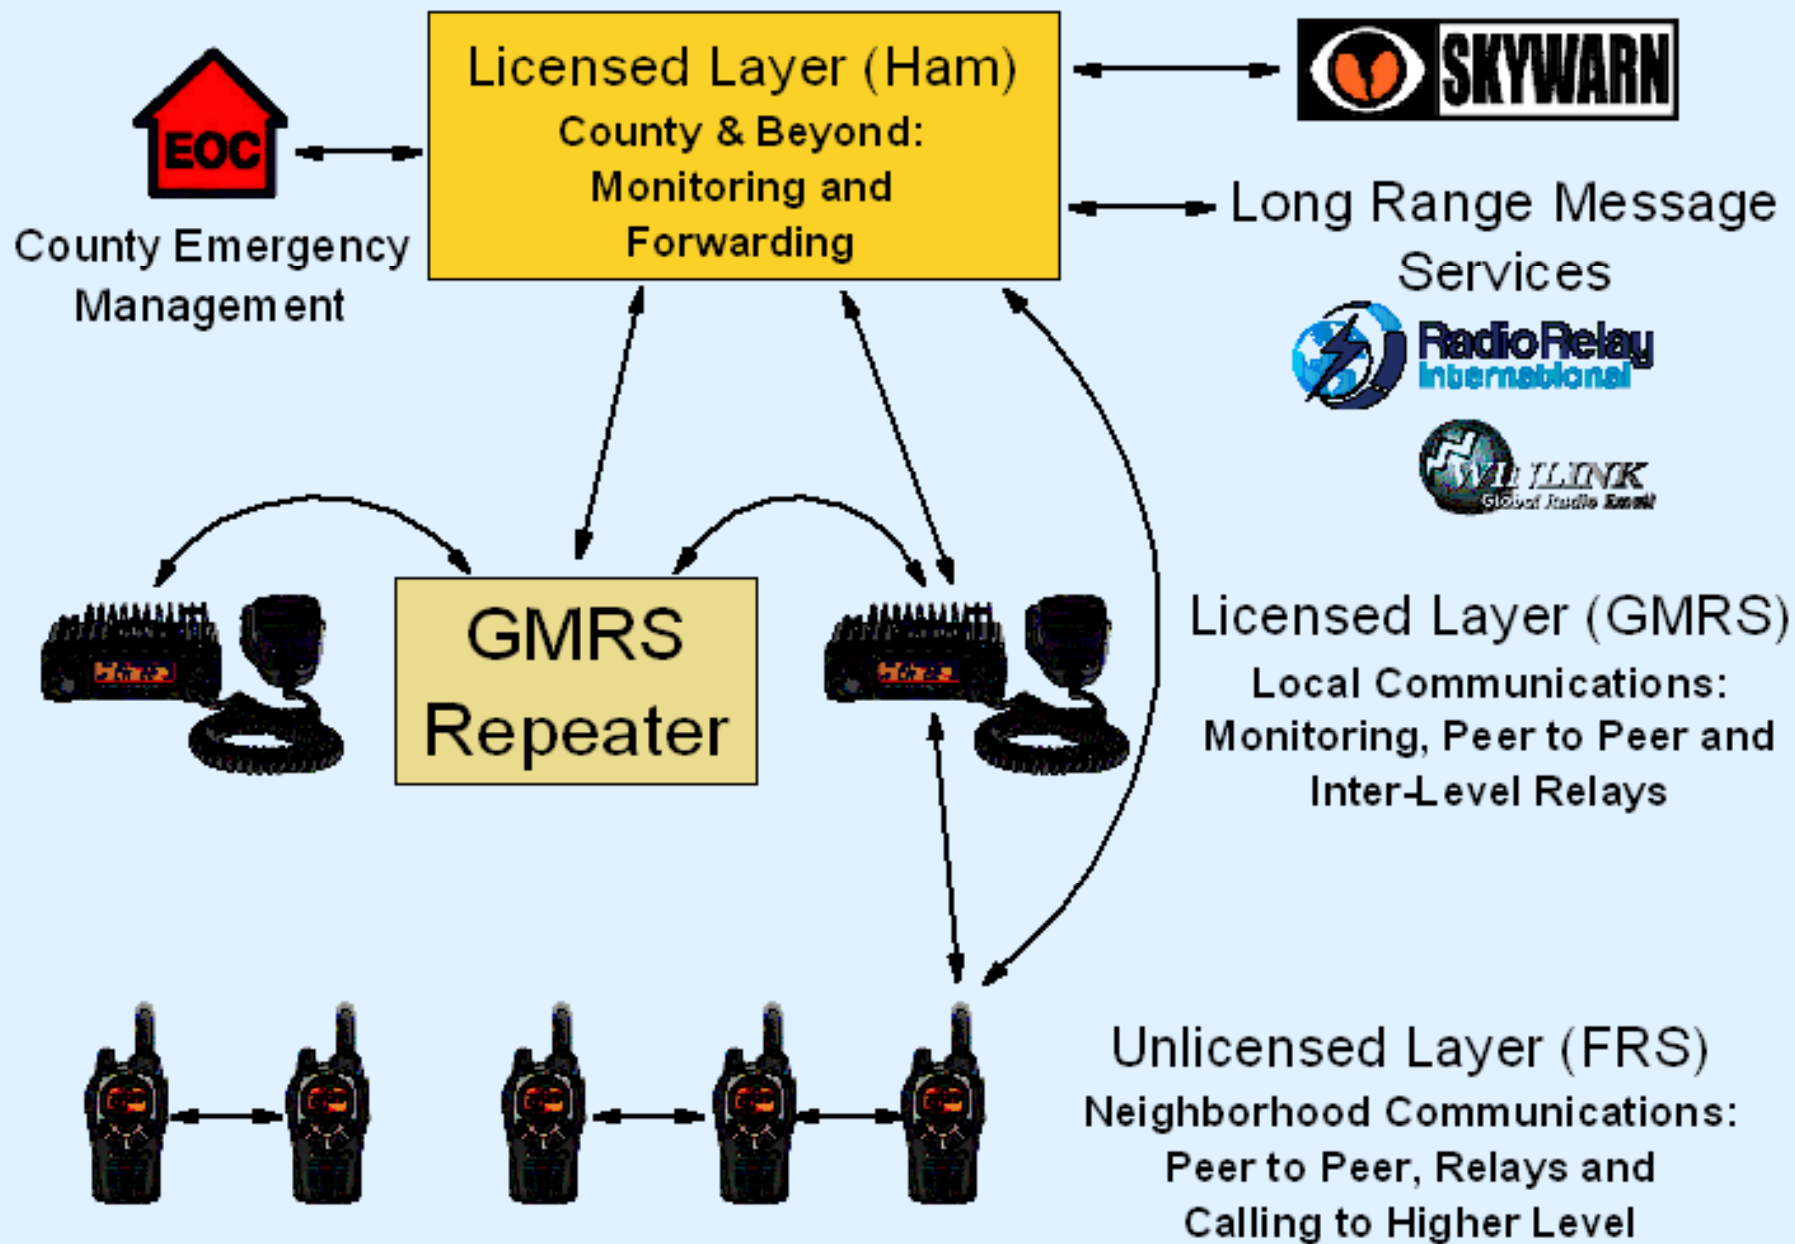 Licensed Layer (Ham)
County & Beyond:
Monitoring and
Forwarding
EOC
County Emergency
Management
SKYWARN
Long Range Message
Services
RadioRelay
International
WINLINK
Global Radio Email
GMRS
Repeater
Licensed Layer (GMRS)
Local Communications:
Monitoring, Peer to Peer and
Inter-Level Relays
Unlicensed Layer (FRS)
Neighborhood Communications:
Peer to Peer, Relays and
Calling to Higher Level